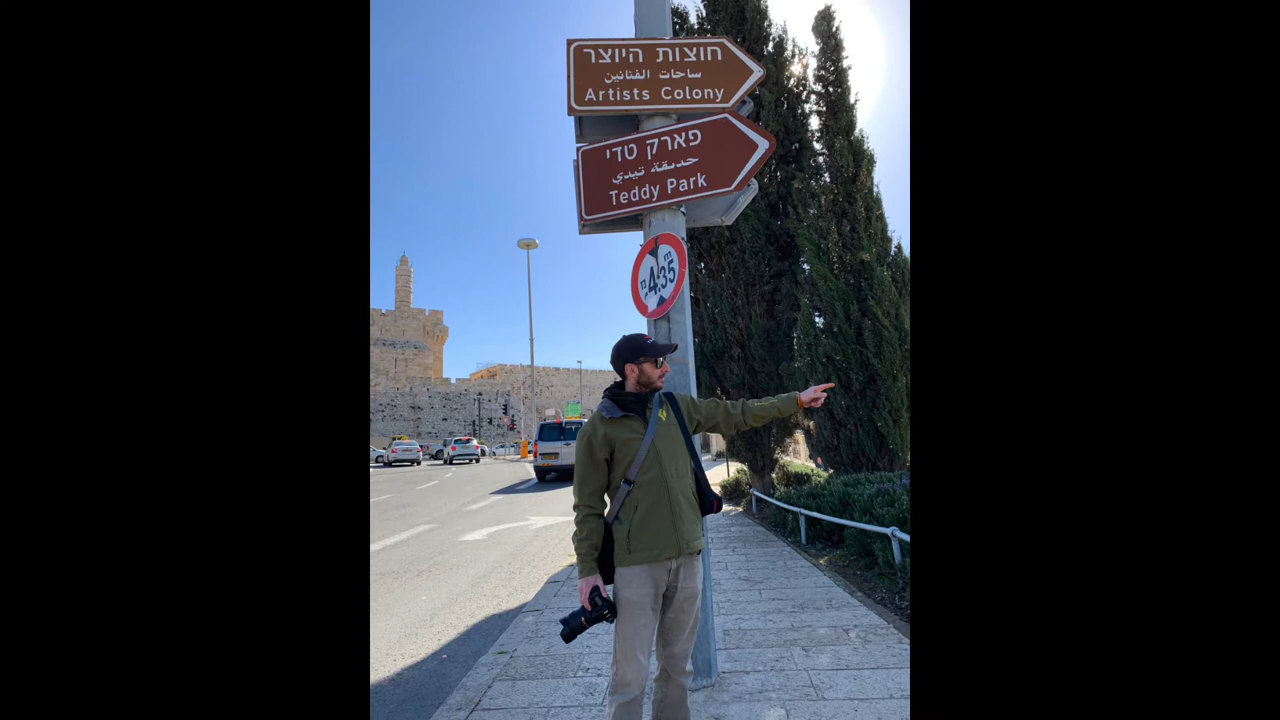 חוצות היוצר
ساحات الفنانين
Artists Colony
פארק טדי
حديقة تيدي
Teddy Park
m
4.35
מ
م